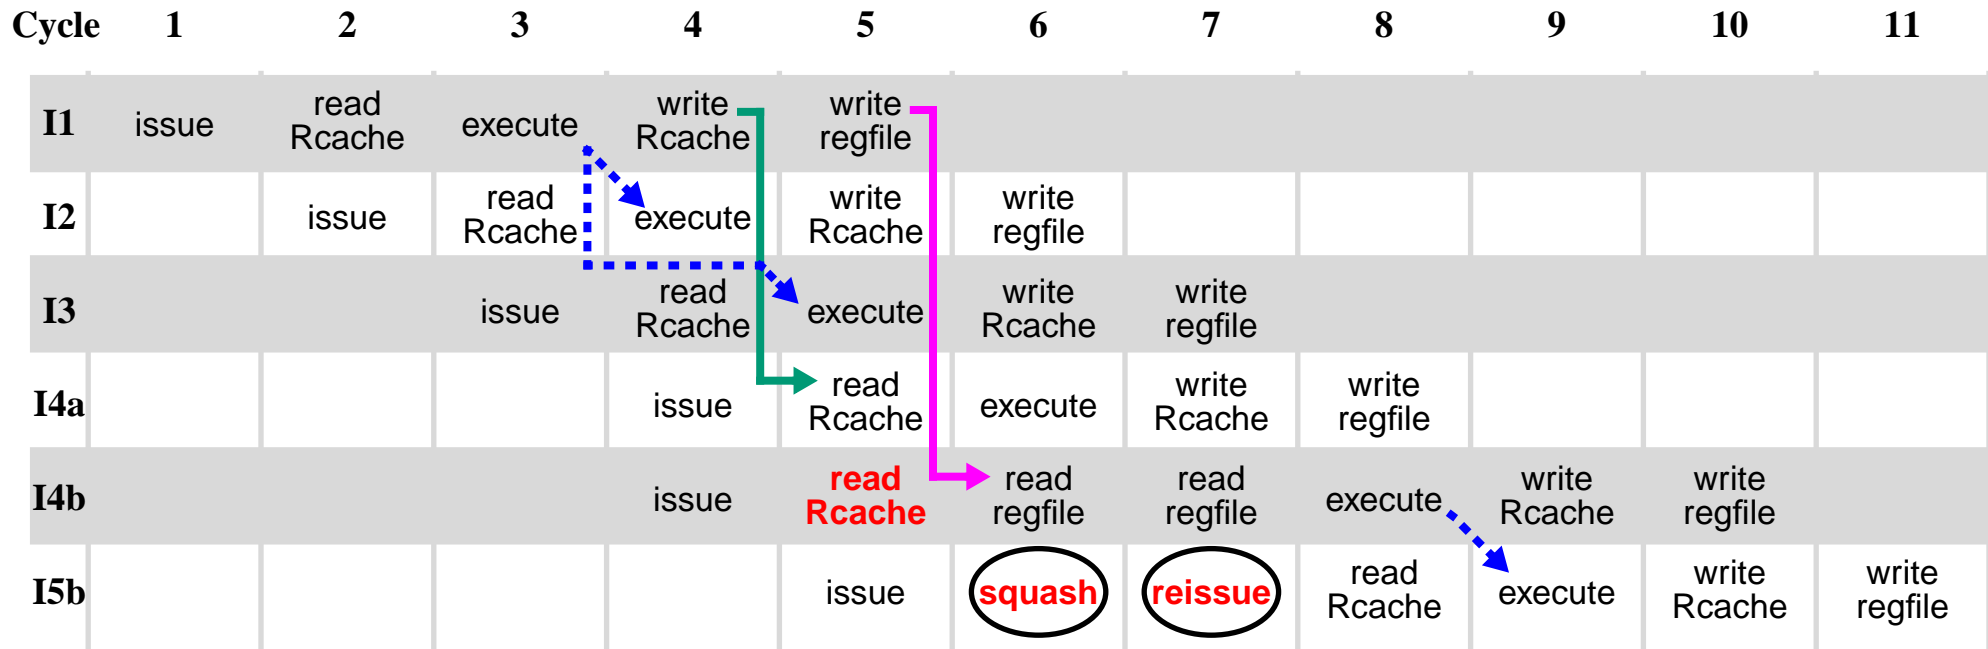 Cycle 1 2 3 4 5 6 7 8 9 10 11
I1 issue read Rcache execute write Rcache write regfile
I2 issue read Rcache execute write Rcache write regfile
I3 issue read Rcache execute write Rcache write regfile
I4a issue read Rcache execute write Rcache write regfile
I4b issue read Rcache read regfile read regfile execute write Rcache write regfile
I5b issue squash reissue read Rcache execute write Rcache write regfile